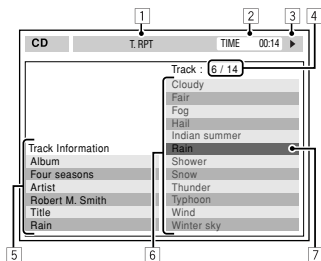 1 2 3 4
CD T. RPT TIME 00:14
Track : 6 / 14
Cloudy
Fair
Fog
Hail
Indian summer
Track Information Rain
Album Shower
Four seasons Snow
Artist Thunder
Robert M. Smith Typhoon
Title Wind
Rain Winter sky
5 6 7